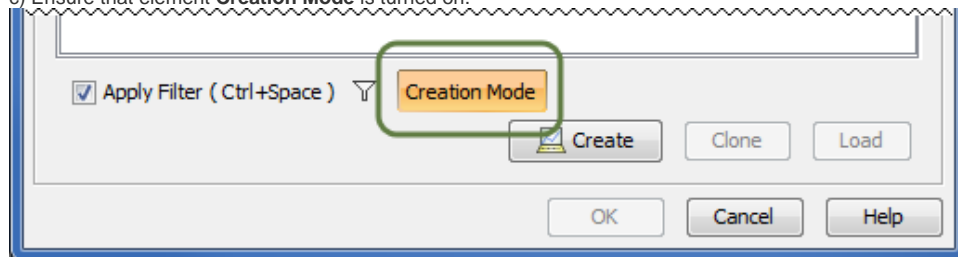 6) Ensure that element Creation Mode is turned on.
Apply Filter ( Ctrl+Space ) Creation Mode
Create Clone Load
OK Cancel Help